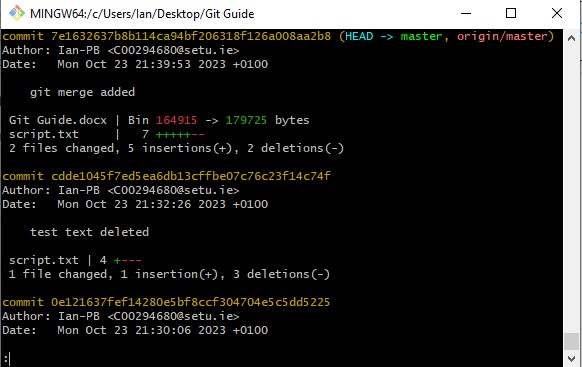 MINGW64:/c/Users/Ian/Desktop/Git Guide
commit 7e1632637b8b114ca94bf206318f126a008aa2b8 (HEAD -> master, origin/master)
Author: Ian-PB <C00294680@setu.ie>
Date:   Mon Oct 23 21:39:53 2023 +0100
git merge added
Git Guide.docx | Bin 164915 -> 179725 bytes
script.txt     |   7 +++++--
2 files changed, 5 insertions(+), 2 deletions(-)
commit cdde1045f7ed5ea6db13cffbe07c76c23f14c74f
Author: Ian-PB <C00294680@setu.ie>
Date:   Mon Oct 23 21:32:26 2023 +0100
test text deleted
script.txt | 4 +---
1 file changed, 1 insertion(+), 3 deletions(-)
commit 0e121637fef14280e5bf8ccf304704e5c5dd5225
Author: Ian-PB <C00294680@setu.ie>
Date:   Mon Oct 23 21:30:06 2023 +0100
: